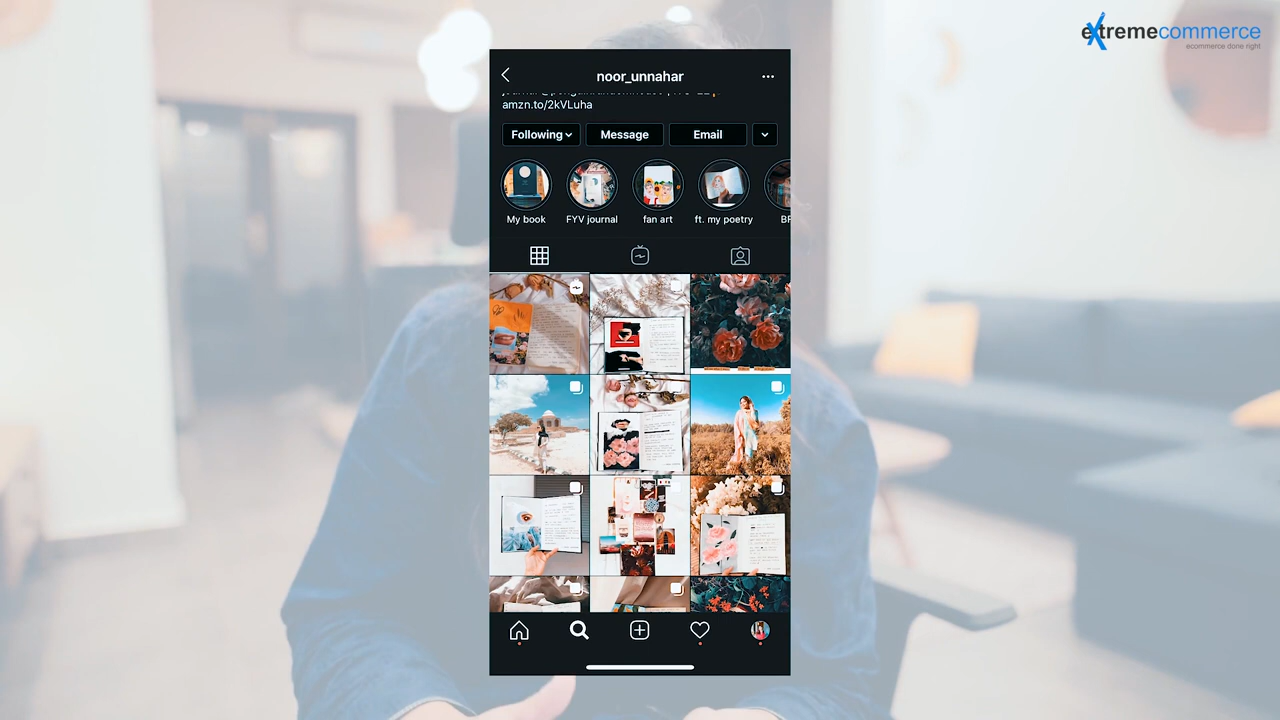 extremecommerce
ecommerce done right
noor_unnahar
amzn.to/2kVLuha
Following
Message
Email
My book
FYV journal
fan art
ft. my poetry